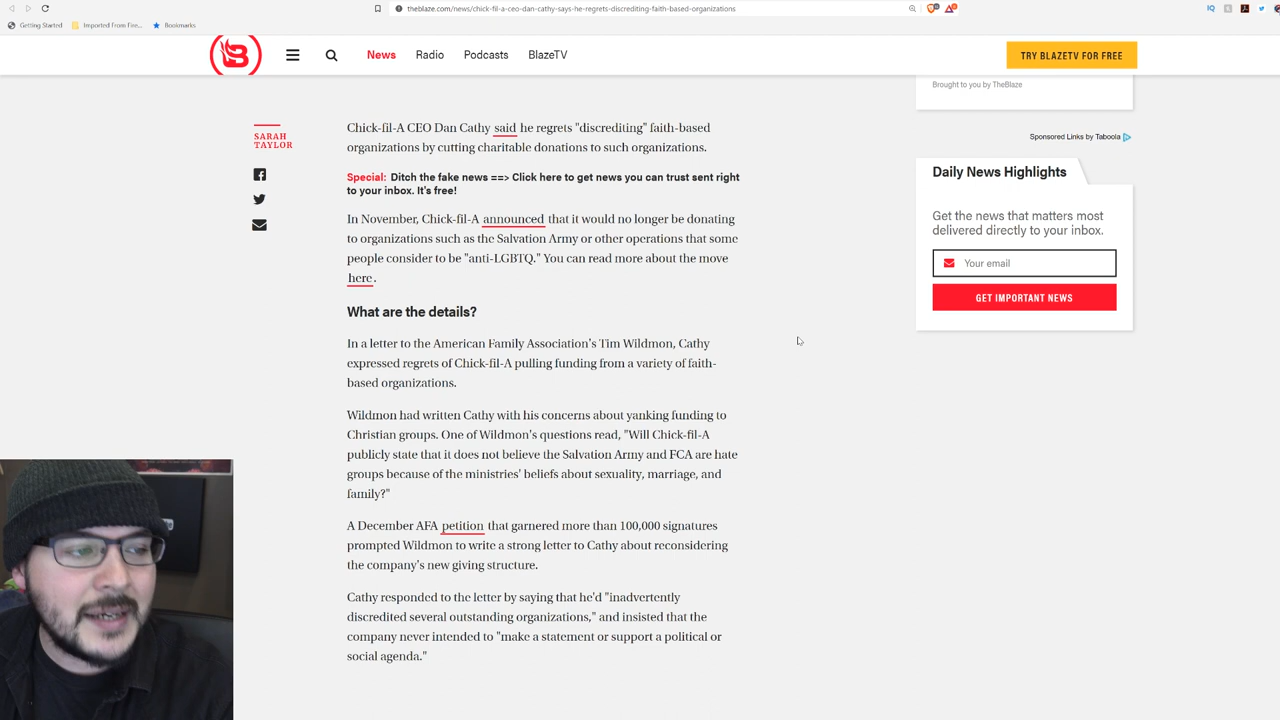 theblaze.com/news/chick-fil-a-ceo-dan-cathy-says-he-regrets-discrediting-faith-based-organizations
Getting Started
Imported From Fire...
Bookmarks
IQ
News
Radio
Podcasts
BlazeTV
TRY BLAZETV FOR FREE
Brought to you by TheBlaze
SARAH
TAYLOR
Chick-fil-A CEO Dan Cathy said he regrets "discrediting" faith-based
organizations by cutting charitable donations to such organizations.
Special: Ditch the fake news ==> Click here to get news you can trust sent right
to your inbox. It's free!
In November, Chick-fil-A announced that it would no longer be donating
to organizations such as the Salvation Army or other operations that some
people consider to be "anti-LGBTQ." You can read more about the move
here.
What are the details?
In a letter to the American Family Association's Tim Wildmon, Cathy
expressed regrets of Chick-fil-A pulling funding from a variety of faith-
based organizations.
Wildmon had written Cathy with his concerns about yanking funding to
Christian groups. One of Wildmon's questions read, "Will Chick-fil-A
publicly state that it does not believe the Salvation Army and FCA are hate
groups because of the ministries' beliefs about sexuality, marriage, and
family?"
A December AFA petition that garnered more than 100,000 signatures
prompted Wildmon to write a strong letter to Cathy about reconsidering
the company's new giving structure.
Cathy responded to the letter by saying that he'd "inadvertently
discredited several outstanding organizations," and insisted that the
company never intended to "make a statement or support a political or
social agenda."
Sponsored Links by Taboola
Daily News Highlights
Get the news that matters most
delivered directly to your inbox.
Your email
GET IMPORTANT NEWS